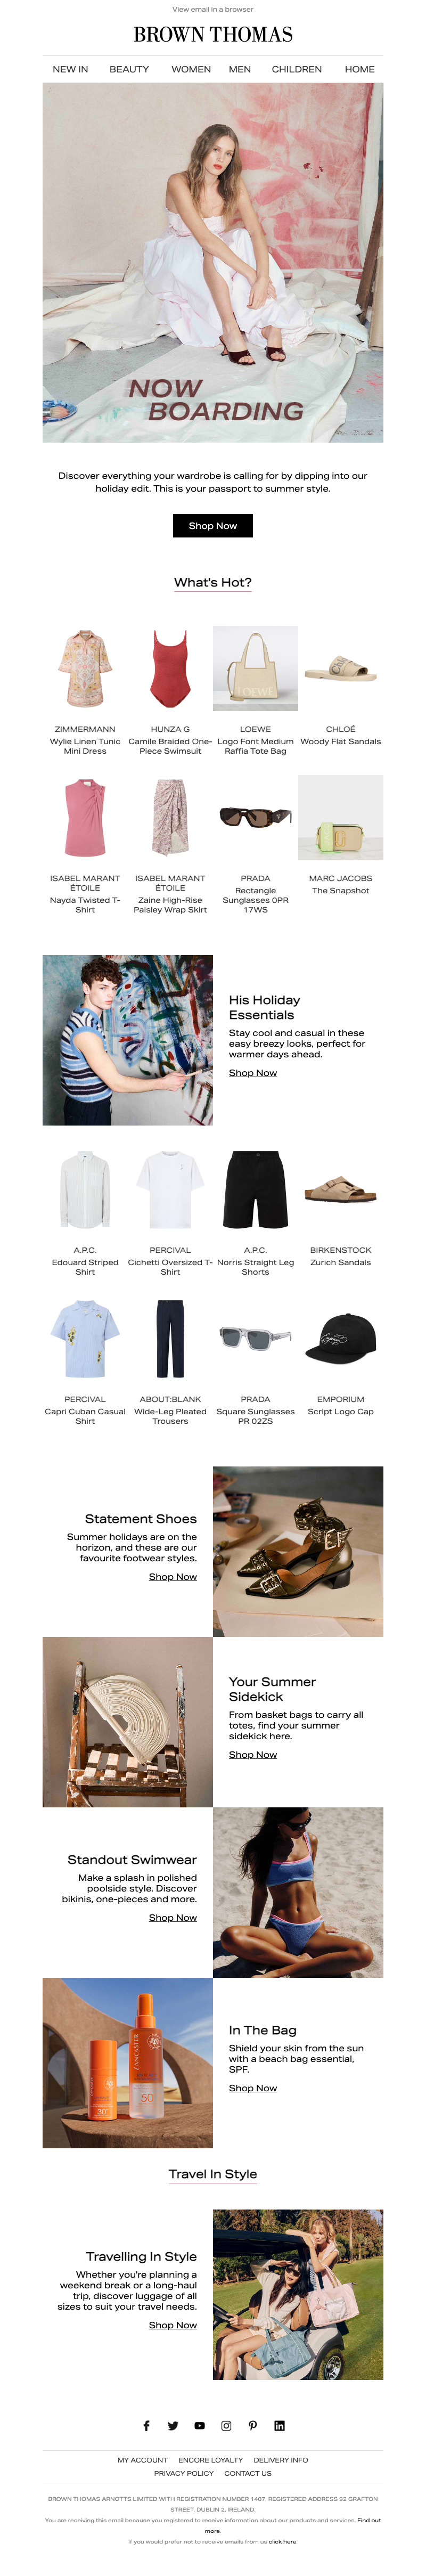 View email in a browser
BROWN THOMAS
NEW IN BEAUTY WOMEN MEN CHILDREN HOME
NOW
BOARDING
Discover everything your wardrobe is calling for by dipping into our
holiday edit. This is your passport to summer style.
Shop Now
What's Hot?
ZIMMERMANN
Wylie Linen Tunic
Mini Dress
HUNZA G
Camile Braided One-
Piece Swimsuit
LOEWE
LOEWE
Logo Font Medium
Raffia Tote Bag
CHLOÉ
Woody Flat Sandals
ISABEL MARANT
ÉTOILE
Nayda Twisted T-
Shirt
ISABEL MARANT
ÉTOILE
Zaine High-Rise
Paisley Wrap Skirt
PRADA
Rectangle
Sunglasses 0PR
17WS
MARC JACOBS
The Snapshot
His Holiday
Essentials
Stay cool and casual in these
easy breezy looks, perfect for
warmer days ahead.
Shop Now
A.P.C.
Edouard Striped
Shirt
PERCIVAL
Cichetti Oversized T-
Shirt
A.P.C.
Norris Straight Leg
Shorts
BIRKENSTOCK
Zurich Sandals
PERCIVAL
Capri Cuban Casual
Shirt
ABOUT:BLANK
Wide-Leg Pleated
Trousers
PRADA
Square Sunglasses
PR 02ZS
EMPORIUM
Script Logo Cap
Statement Shoes
Summer holidays are on the
horizon, and these are our
favourite footwear styles.
Shop Now
Your Summer
Sidekick
From basket bags to carry all
totes, find your summer
sidekick here.
Shop Now
Standout Swimwear
Make a splash in polished
poolside style. Discover
bikinis, one-pieces and more.
Shop Now
LANCASTER
50
30
In The Bag
Shield your skin from the sun
with a beach bag essential,
SPF.
Shop Now
Travel In Style
Travelling In Style
Whether you're planning a
weekend break or a long-haul
trip, discover luggage of all
sizes to suit your travel needs.
Shop Now
MY ACCOUNT ENCORE LOYALTY DELIVERY INFO
PRIVACY POLICY CONTACT US
BROWN THOMAS ARNOTTS LIMITED WITH REGISTRATION NUMBER 1407, REGISTERED ADDRESS 92 GRAFTON
STREET, DUBLIN 2, IRELAND.
You are receiving this email because you registered to receive information about our products and services. Find out
more.
If you would prefer not to receive emails from us click here.